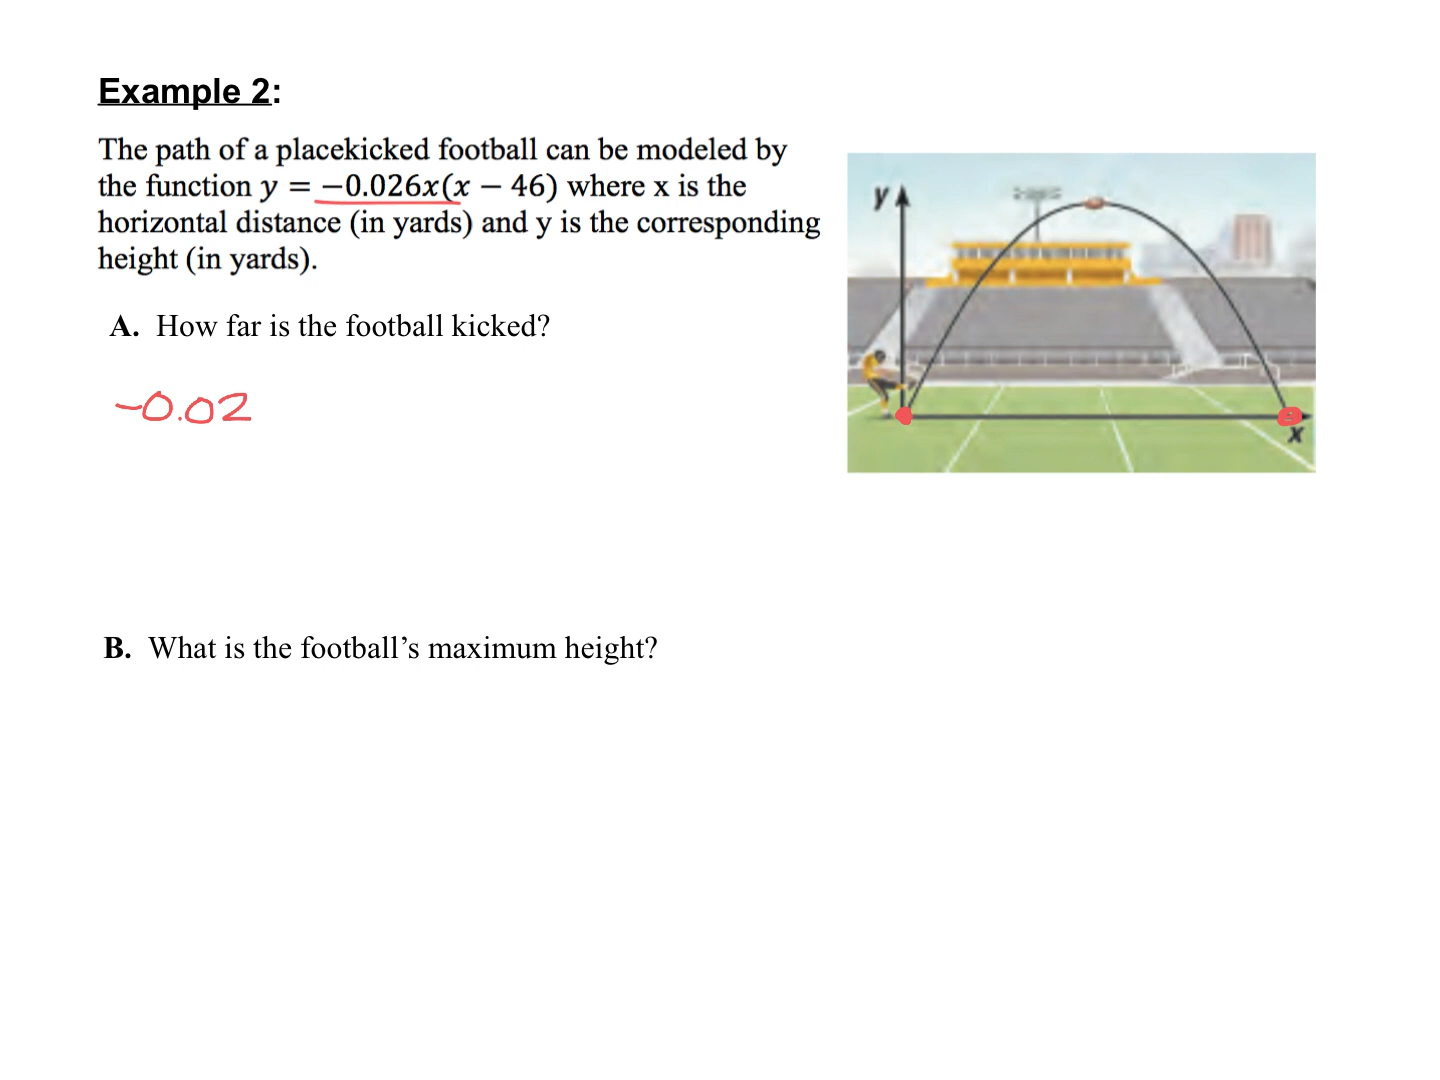 Example 2:
The path of a placekicked football can be modeled by
the function y = −0.026x(x − 46) where x is the
horizontal distance (in yards) and y is the corresponding
height (in yards).
y
x
A. How far is the football kicked?
-0.02
B. What is the football’s maximum height?